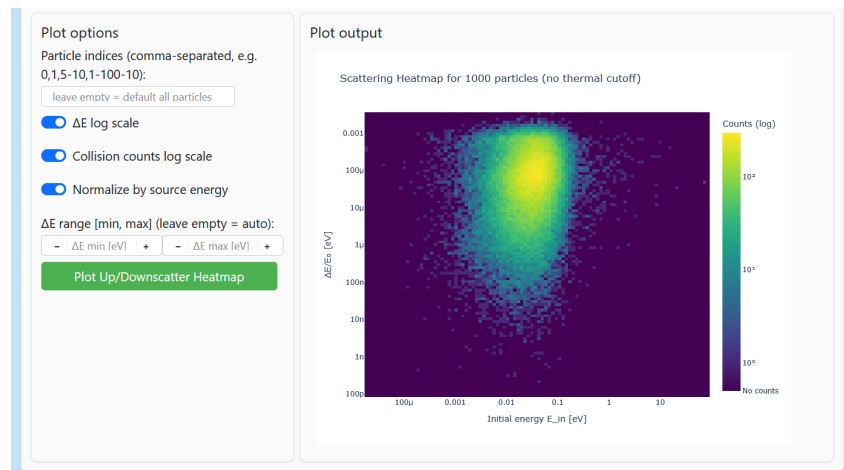 Plot options
Particle indices (comma-separated, e.g.
0,1,5-10,1-100-10):
leave empty = default all particles
ΔE log scale
Collision counts log scale
Normalize by source energy
ΔE range [min, max] (leave empty = auto):
- ΔE min [eV] + - ΔE max [eV] +
Plot Up/Downscatter Heatmap
Plot output
Scattering Heatmap for 1000 particles (no thermal cutoff)
ΔE/E₀ [eV]
0.001
100μ
10μ
1μ
100n
10n
1n
100p
100μ 0.001 0.01 0.1 1 10
Initial energy E_in [eV]
Counts (log)
10²
10¹
10⁰
No counts